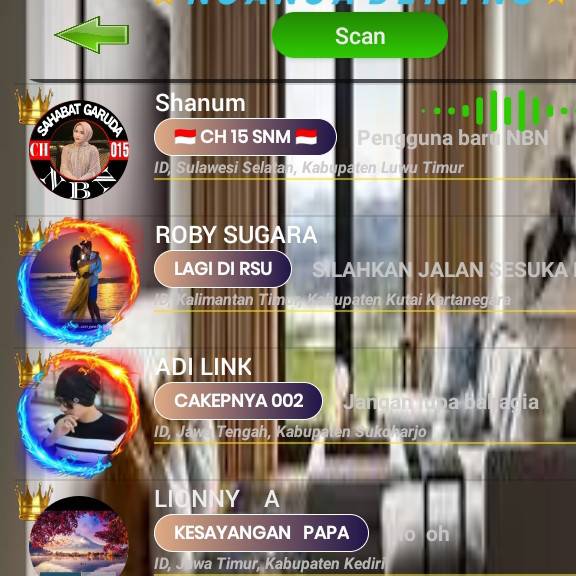 Scan
SAHABAT GARUDA
CH 015
NBN
Shanum
CH 15 SNM
Pengguna baru NBN
ID, Sulawesi Selatan, Kabupaten Luwu Timur
ROBY SUGARA
LAGI DI RSU
SILAHKAN JALAN SESUKA
ID, Kalimantan Timur, Kabupaten Kutai Kartanegara
ADI LINK
CAKEPNYA 002
Jangan lupa bahagia
ID, Jawa Tengah, Kabupaten Sukoharjo
LIONNY A
KESAYANGAN PAPA
oh
ID, Jawa Timur, Kabupaten Kediri